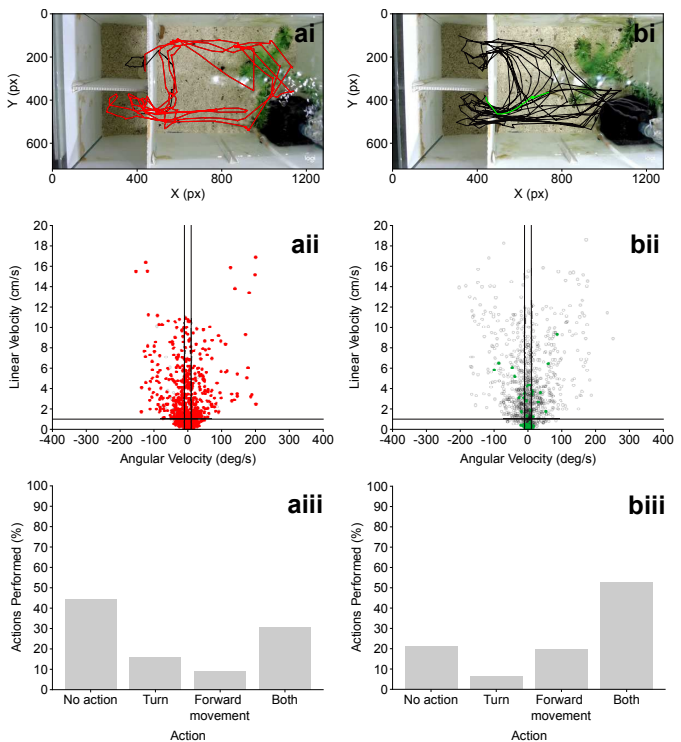 ai
0
200
400
600
Y (px)
0
400
800
1200
X (px)
bi
0
200
400
600
Y (px)
0
400
800
1200
X (px)
aii
20
18
16
14
12
10
8
6
4
2
0
Linear Velocity (cm/s)
-400 -300 -200 -100 0 100 200 300 400
Angular Velocity (deg/s)
bii
20
18
16
14
12
10
8
6
4
2
0
Linear Velocity (cm/s)
-400 -300 -200 -100 0 100 200 300 400
Angular Velocity (deg/s)
aiii
100
90
80
70
60
50
40
30
20
10
0
Actions Performed (%)
No action Turn Forward Both
movement
Action
biii
100
90
80
70
60
50
40
30
20
10
0
Actions Performed (%)
No action Turn Forward Both
movement
Action